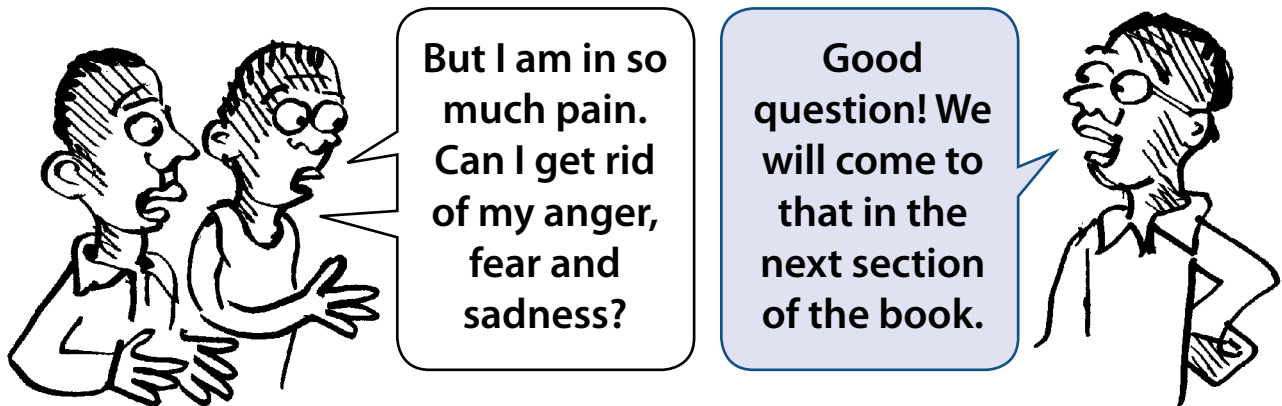 But I am in so
much pain.
Can I get rid
of my anger,
fear and
sadness?
Good
question! We
will come to
that in the
next section
of the book.